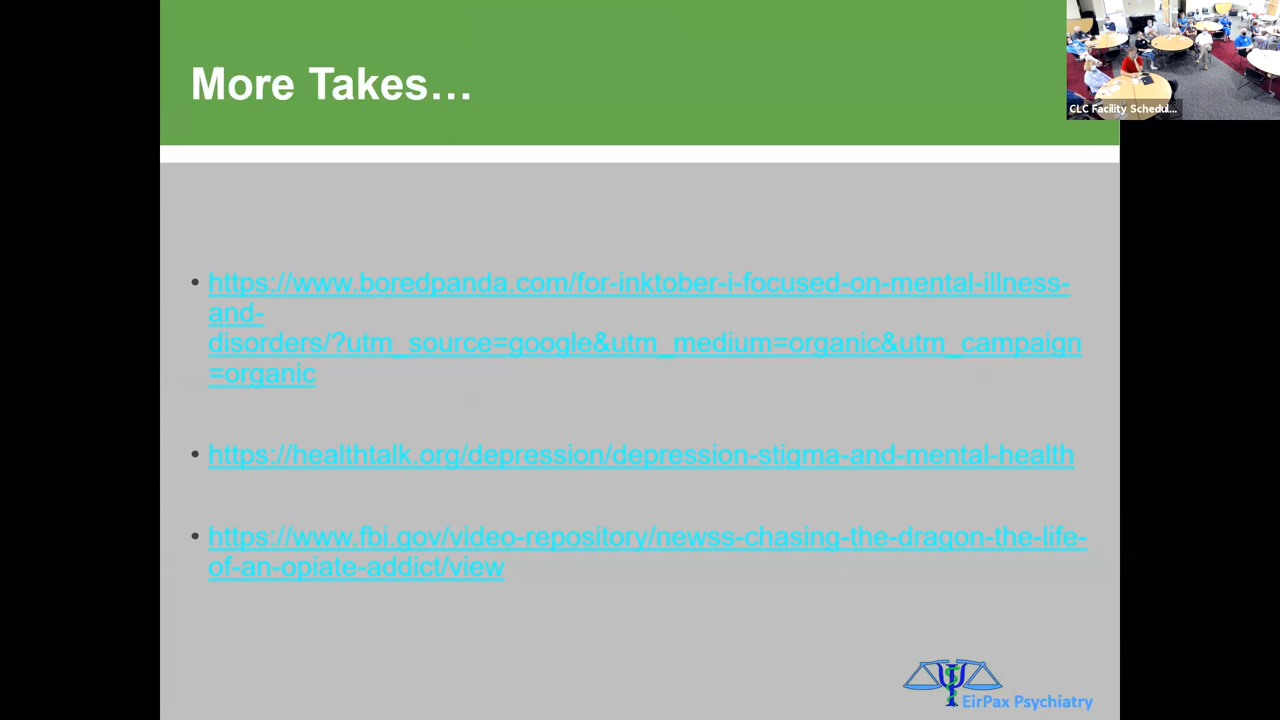 More Takes…
CLC Facility Schedul...
• https://www.boredpanda.com/for-inktober-i-focused-on-mental-illness-
and-
disorders/?utm_source=google&utm_medium=organic&utm_campaign
=organic
• https://healthtalk.org/depression/depression-stigma-and-mental-health
• https://www.fbi.gov/video-repository/newss-chasing-the-dragon-the-life-
of-an-opiate-addict/view
EirPax Psychiatry